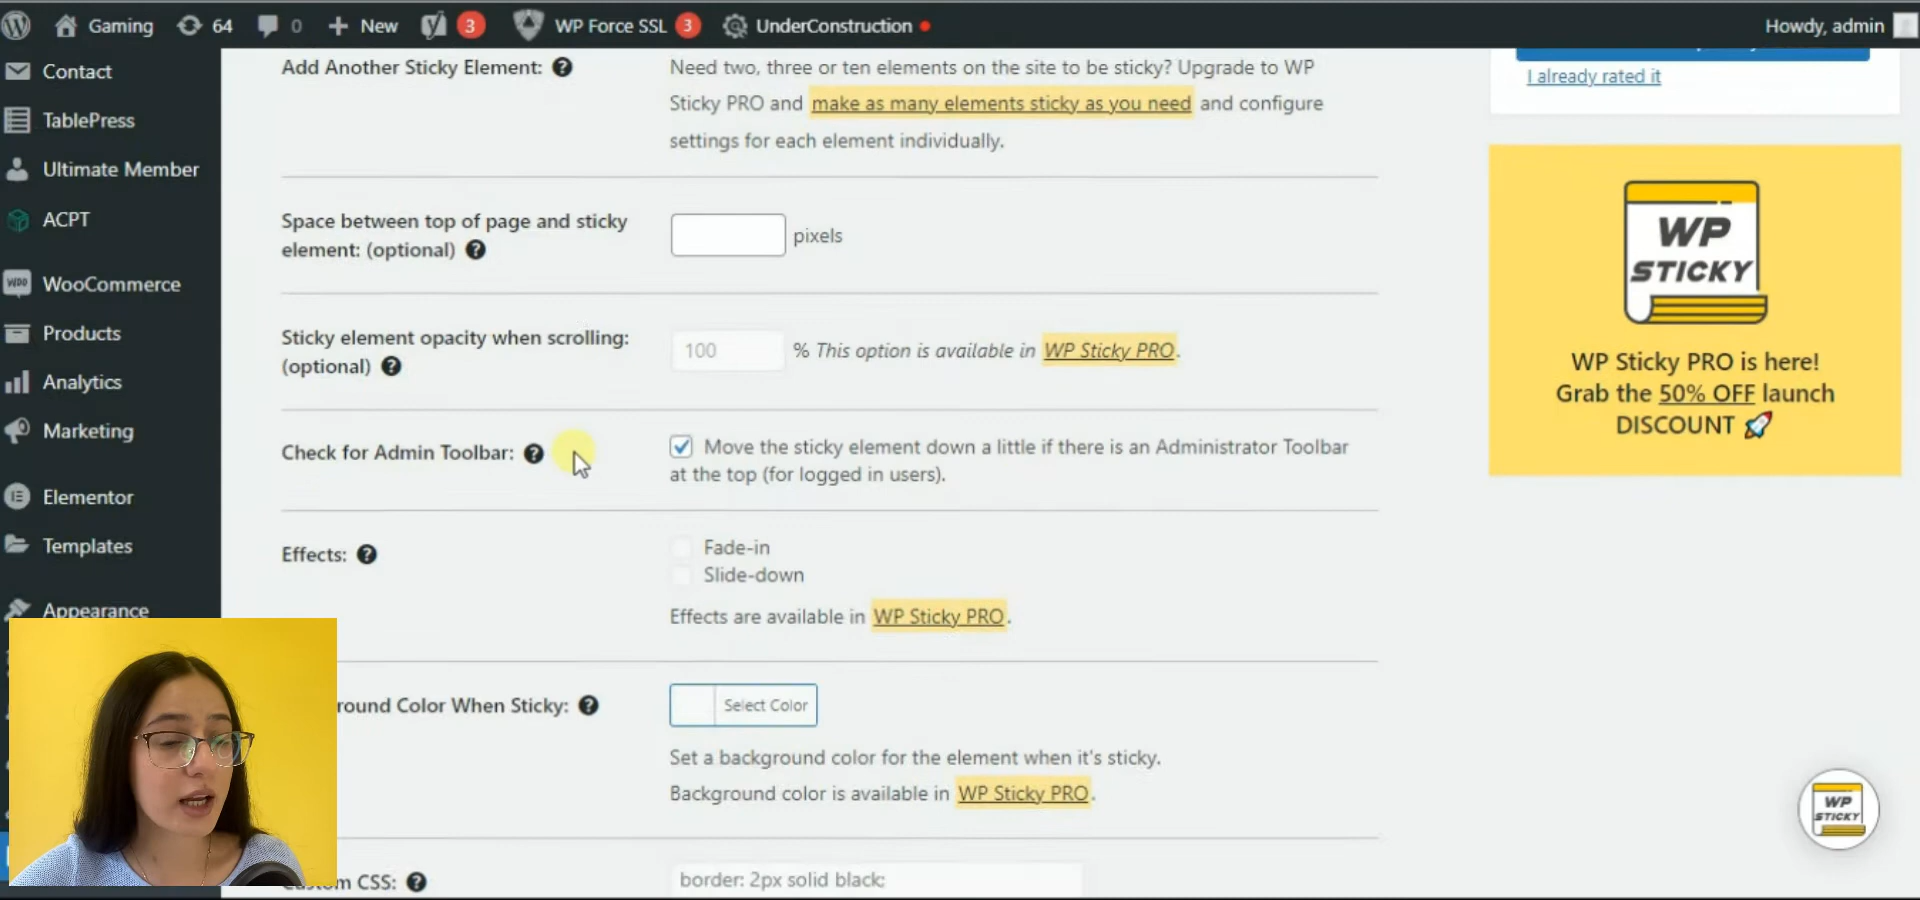 Gaming 64 0 New 3 WP Force SSL 3 UnderConstruction Howdy, admin
Contact
TablePress
Ultimate Member
ACPT
WooCommerce
Products
Analytics
Marketing
Elementor
Templates
Appearance
Add Another Sticky Element:
Need two, three or ten elements on the site to be sticky? Upgrade to WP
Sticky PRO and make as many elements sticky as you need and configure
settings for each element individually.
Space between top of page and sticky
element: (optional)
pixels
Sticky element opacity when scrolling:
(optional)
100 % This option is available in WP Sticky PRO.
Check for Admin Toolbar:
Move the sticky element down a little if there is an Administrator Toolbar
at the top (for logged in users).
Effects:
Fade-in
Slide-down
Effects are available in WP Sticky PRO.
round Color When Sticky:
Select Color
Set a background color for the element when it's sticky.
Background color is available in WP Sticky PRO.
CSS:
border: 2px solid black;
I already rated it
WP
STICKY
WP Sticky PRO is here!
Grab the 50% OFF launch
DISCOUNT 🚀
WP
STICKY